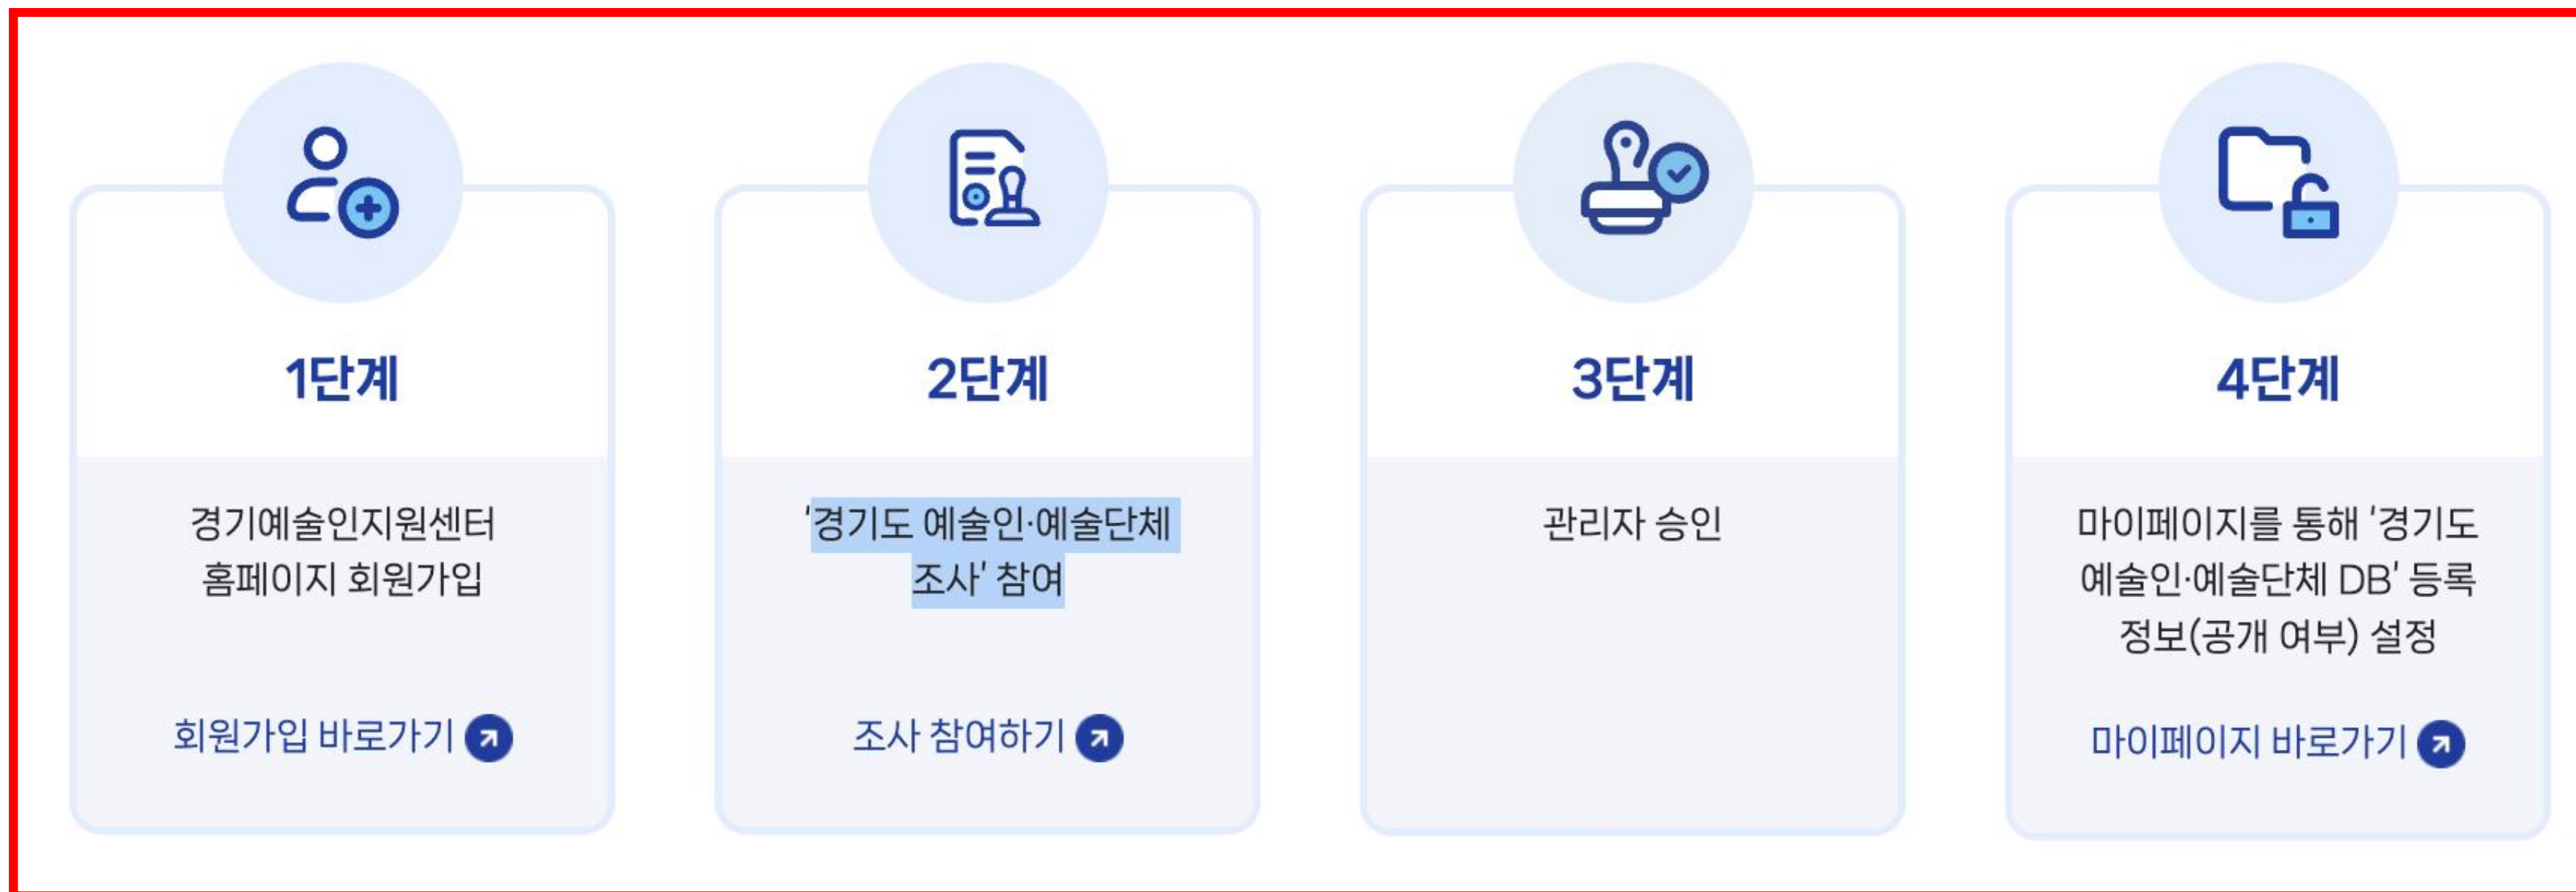 1단계
경기예술인지원센터
홈페이지 회원가입
회원가입 바로가기
2단계
'경기도 예술인·예술단체
조사' 참여
조사 참여하기
3단계
관리자 승인
4단계
마이페이지를 통해 '경기도
예술인·예술단체 DB' 등록
정보(공개 여부) 설정
마이페이지 바로가기